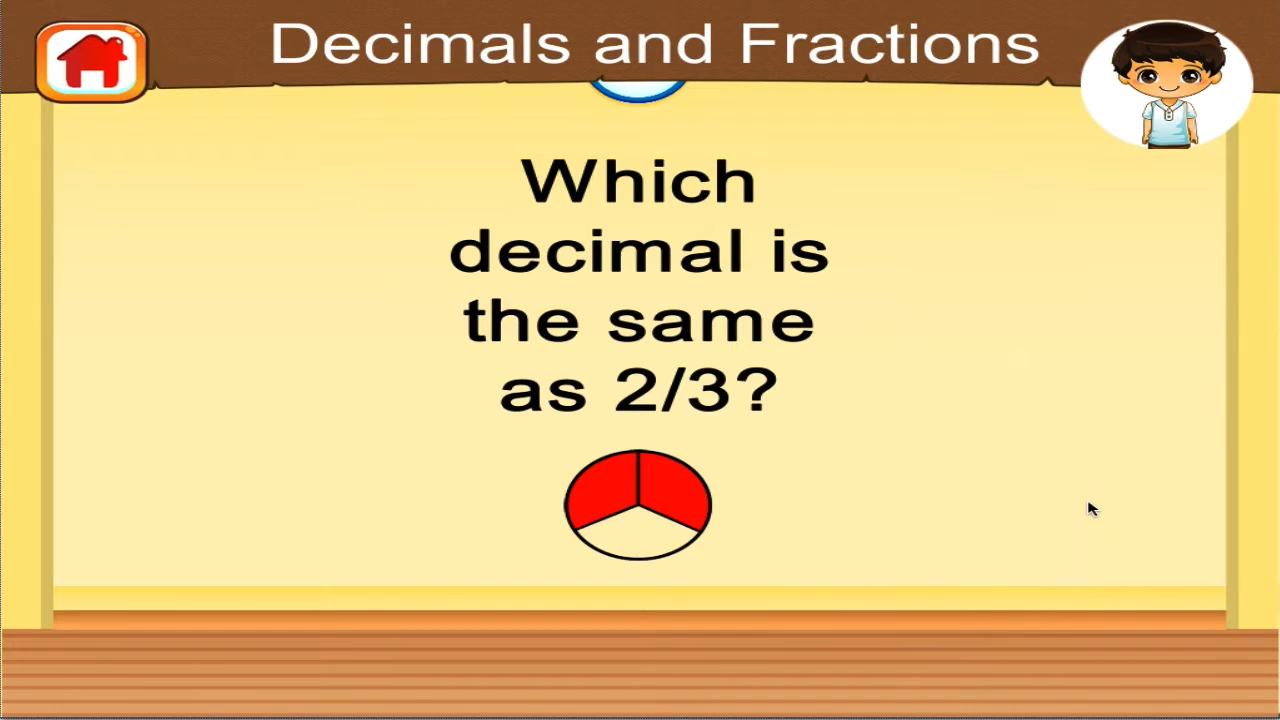 Decimals and Fractions
Which
decimal is
the same
as 2/3?